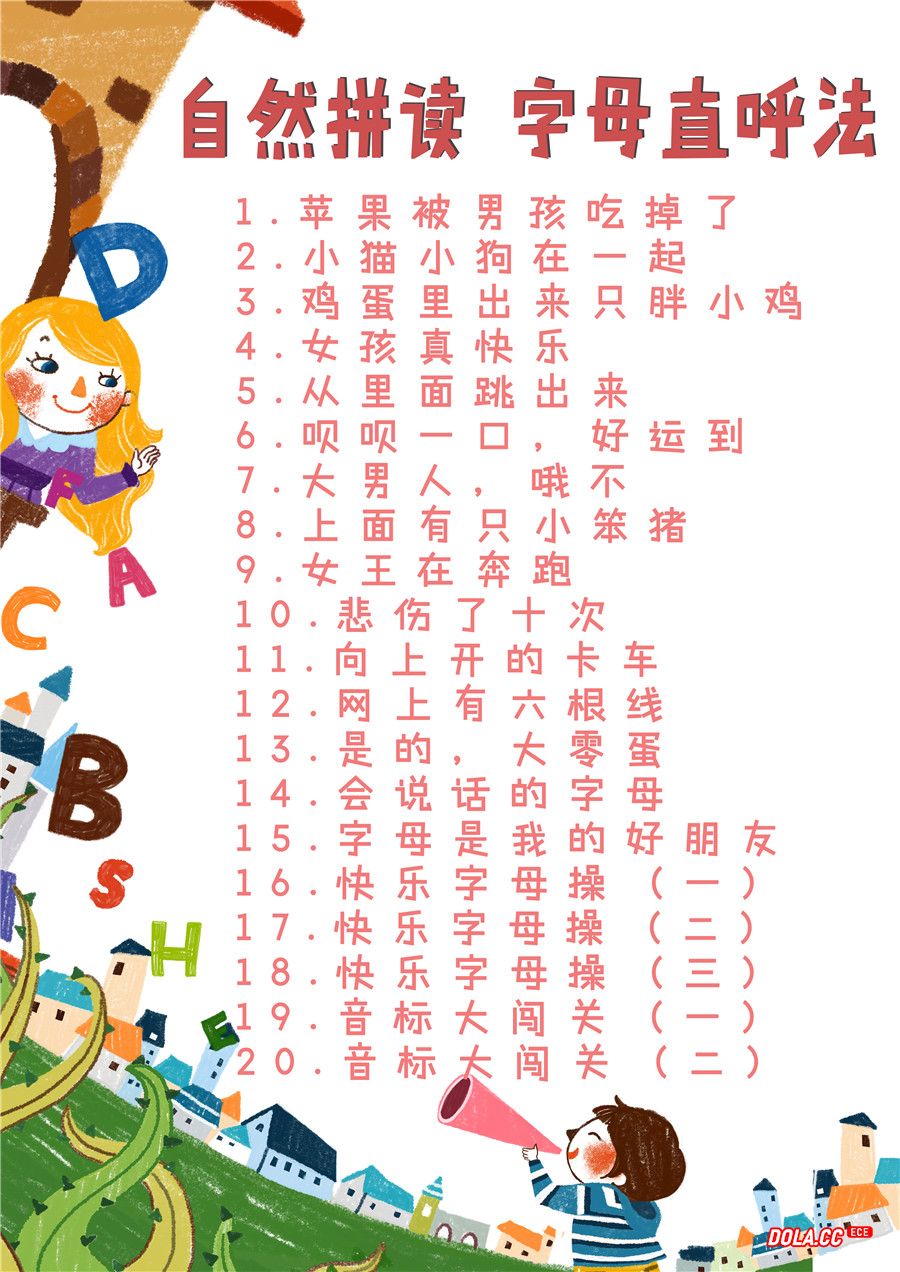 自然拼读 字母直呼法
1.苹果被男孩吃掉了
2.小猫小狗在一起
3.鸡蛋里出来只胖小鸡
4.女孩真快乐
5.从里面跳出来
6.呗呗一口，好运到
7.大男人，哦不
8.上面有只小笨猪
9.女王在奔跑
10.悲伤了十次
11.向上开的卡车
12.网上有六根线
13.是的，大零蛋
14.会说话的字母
15.字母是我的好朋友
16.快乐字母操（一）
17.快乐字母操（二）
18.快乐字母操（三）
19.音标大闯关（一）
20.音标大闯关（二）
D
F
A
C
B
S
H
E
DOLA.CC ECE